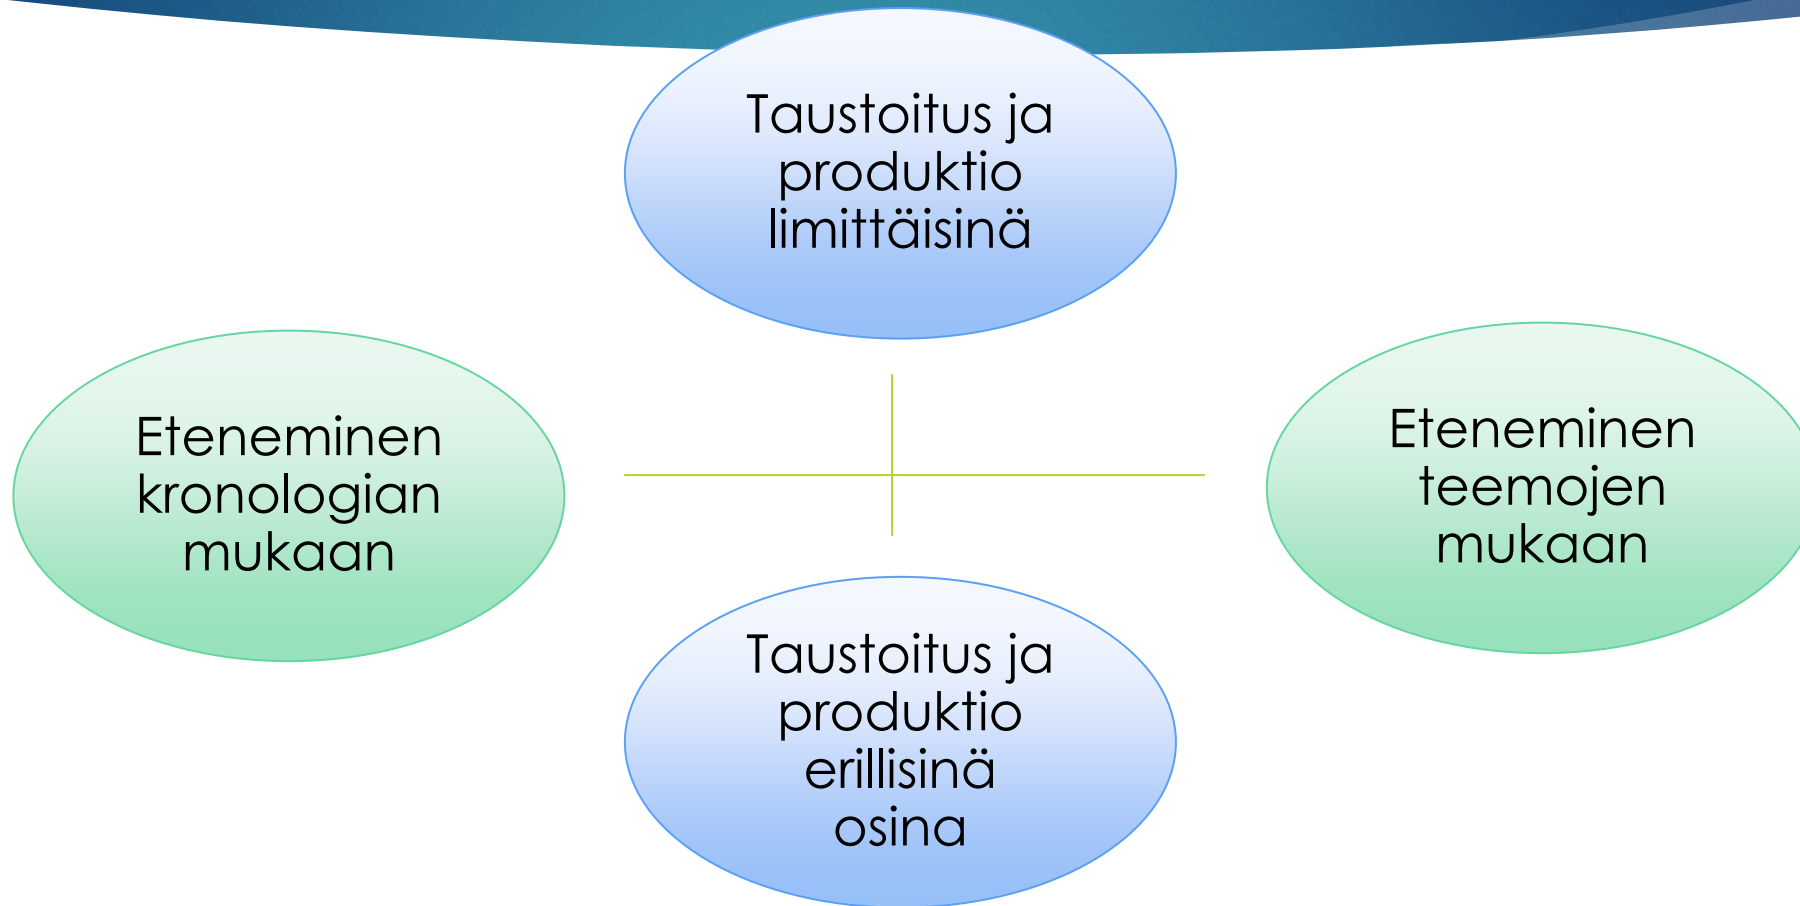 Taustoitus ja
produktio
limittäisinä
Eteneminen
kronologian
mukaan
Eteneminen
teemojen
mukaan
Taustoitus ja
produktio
erillisinä
osina